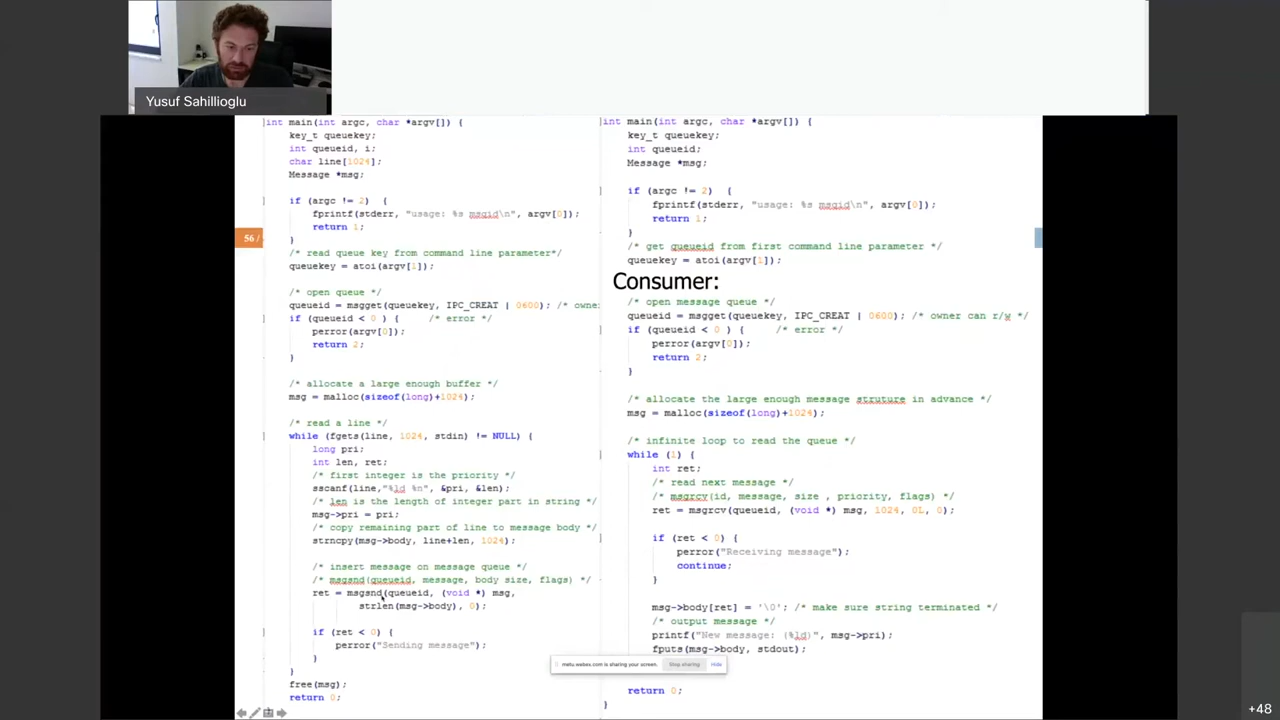 Yusuf Sahillioglu
int main(int argc, char *argv[]) {
key_t queuekey;
int queueid, i;
char line[1024];
Message *msg;
if (argc != 2)  {
fprintf(stderr, "usage: %s msgid\n", argv[0]);
return 1;
}
56 /
/* read queue key from command line parameter*/
queuekey = atoi(argv[1]);
/* open queue */
queueid = msgget(queuekey, IPC_CREAT | 0600); /* owne
if (queueid < 0 ) {     /* error */
perror(argv[0]);
return 2;
}
/* allocate a large enough buffer */
msg = malloc(sizeof(long)+1024);
/* read a line */
while (fgets(line, 1024, stdin) != NULL) {
long pri;
int len, ret;
/* first integer is the priority */
sscanf(line,"%ld %n", &pri, &len);
/* len is the length of integer part in string */
msg->pri = pri;
/* copy remaining part of line to message body */
strncpy(msg->body, line+len, 1024);
/* insert message on message queue */
/* msgsnd(queueid, message, body size, flags) */
ret = msgsnd(queueid, (void *) msg,
strlen(msg->body), 0);
if (ret < 0) {
perror("Sending message");
}
}
free(msg);
return 0;
int main(int argc, char *argv[]) {
key_t queuekey;
int queueid;
Message *msg;
if (argc != 2)  {
fprintf(stderr, "usage: %s msgid\n", argv[0]);
return 1;
}
/* get queueid from first command line parameter */
queuekey = atoi(argv[1]);
Consumer:
/* open message queue */
queueid = msgget(queuekey, IPC_CREAT | 0600); /* owner can r/w */
if (queueid < 0 ) {     /* error */
perror(argv[0]);
return 2;
}
/* allocate the large enough message struture in advance */
msg = malloc(sizeof(long)+1024);
/* infinite loop to read the queue */
while (1) {
int ret;
/* read next message */
/* msgrcv(id, message, size , priority, flags) */
ret = msgrcv(queueid, (void *) msg, 1024, 0L, 0);
if (ret < 0) {
perror("Receiving message");
continue;
}
msg->body[ret] = '\0'; /* make sure string terminated */
/* output message */
printf("New message: (%ld)", msg->pri);
fputs(msg->body, stdout);
metu.webex.com is sharing your screen. Stop sharing Hide
return 0;
}
+48